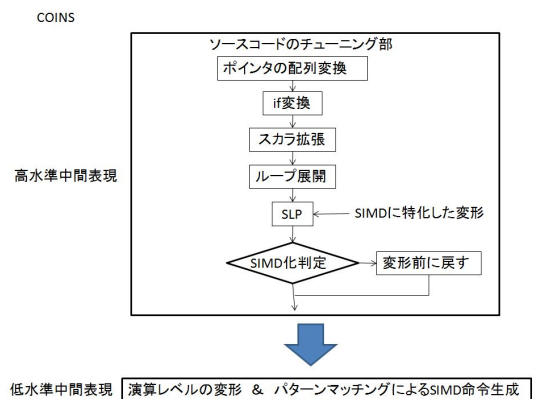 COINS
ソースコードのチューニング部
ポインタの配列変換
if変換
スカラ拡張
高水準中間表現
ループ展開
SLP
SIMDに特化した変形
SIMD化判定
変形前に戻す
低水準中間表現
演算レベルの変形 & パターンマッチングによるSIMD命令生成